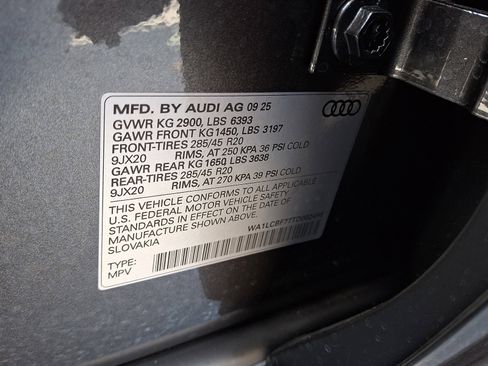 MFD. BY AUDI AG 09 25
GVWR KG 2900, LBS 6393
GAWR FRONT KG1450, LBS 3197
FRONT-TIRES 285/45 R20
9JX20 RIMS, AT 250 KPA 36 PSI COLD
GAWR REAR KG 1650 LBS 3638
REAR-TIRES 285/45 R20
9JX20 RIMS, AT 270 KPA 39 PSI COLD
THIS VEHICLE CONFORMS TO ALL APPLICABLE
U.S. FEDERAL MOTOR VEHICLE SAFETY
STANDARDS IN EFFECT ON THE DATE OF
MANUFACTURE SHOWN ABOVE.
SLOVAKIA
TYPE:
MPV